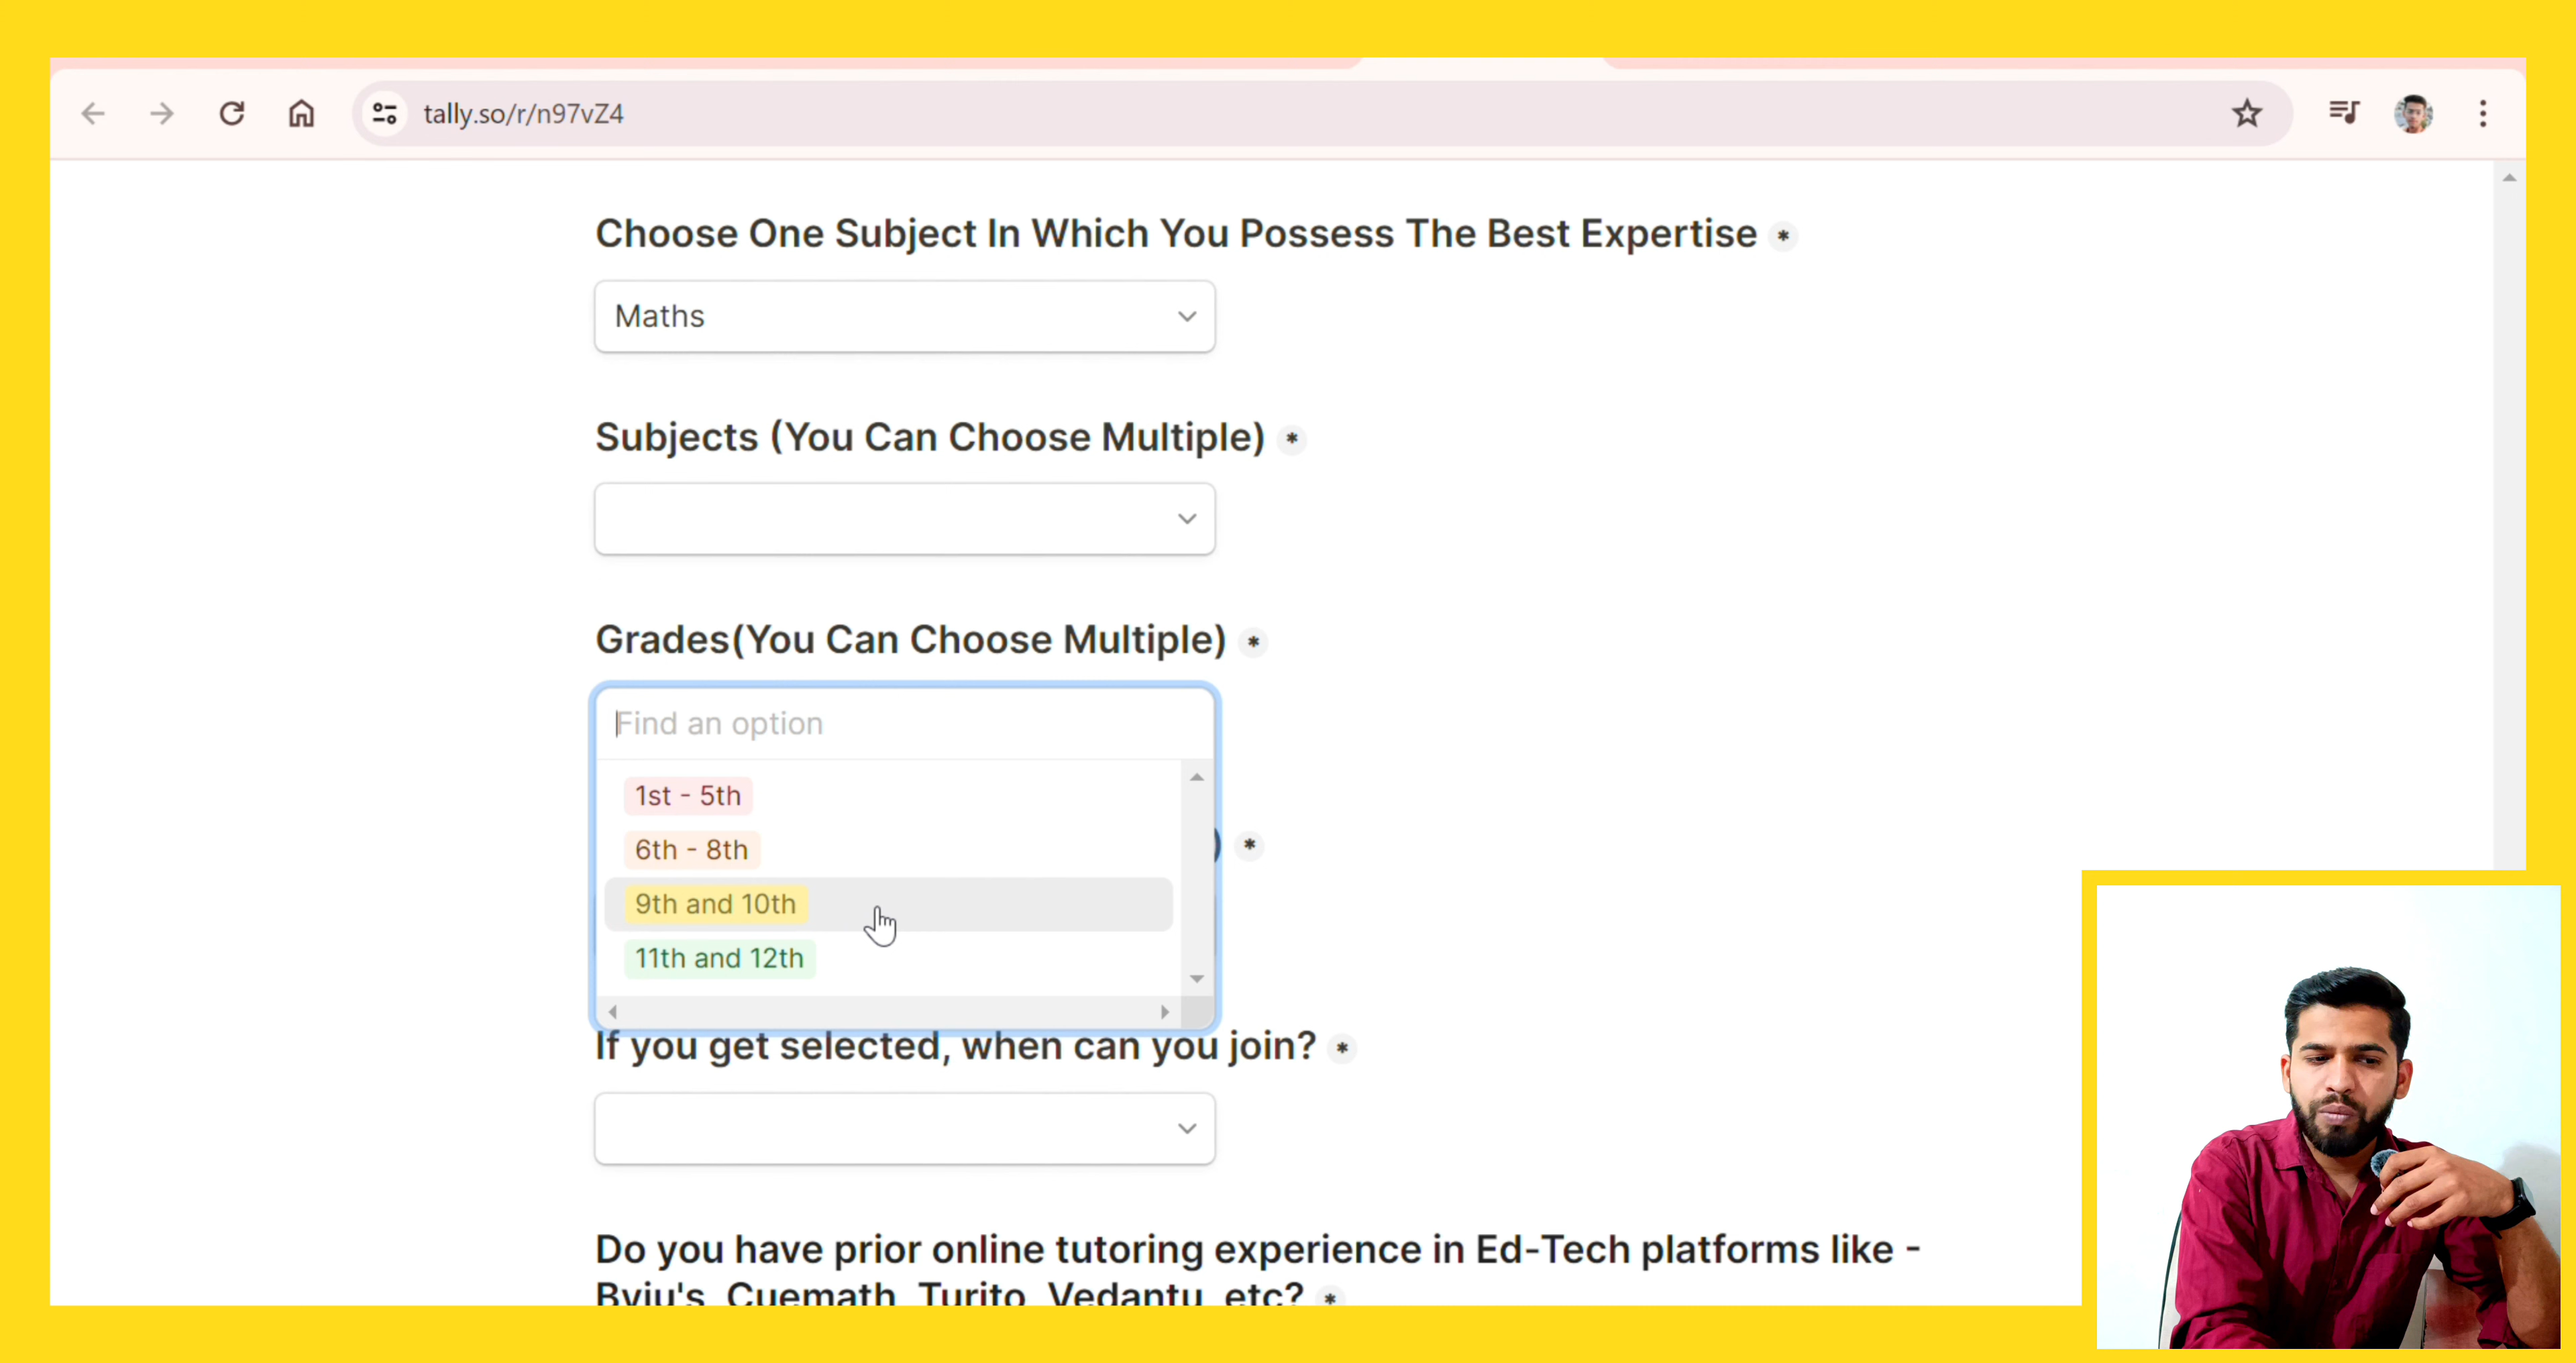 tally.so/r/n97vZ4
Choose One Subject In Which You Possess The Best Expertise *
Maths
Subjects (You Can Choose Multiple) *
Grades(You Can Choose Multiple) *
Find an option
1st - 5th
6th - 8th
) *
9th and 10th
11th and 12th
If you get selected, when can you join? *
Do you have prior online tutoring experience in Ed-Tech platforms like -
Byju's, Cuemath, Turito, Vedantu, etc? *